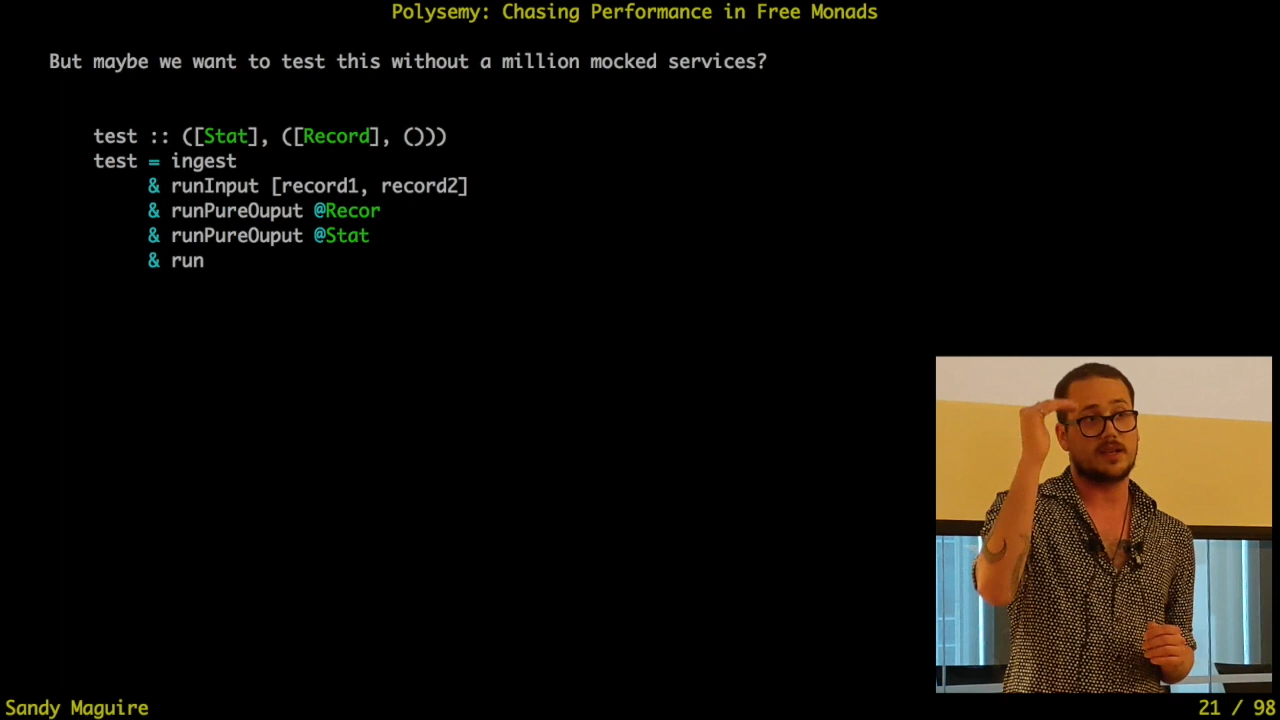 Polysemy: Chasing Performance in Free Monads
But maybe we want to test this without a million mocked services?
test :: ([Stat], ([Record], ()))
test = ingest
& runInput [record1, record2]
& runPureOuput @Recor
& runPureOuput @Stat
& run
Sandy Maguire
21 / 98